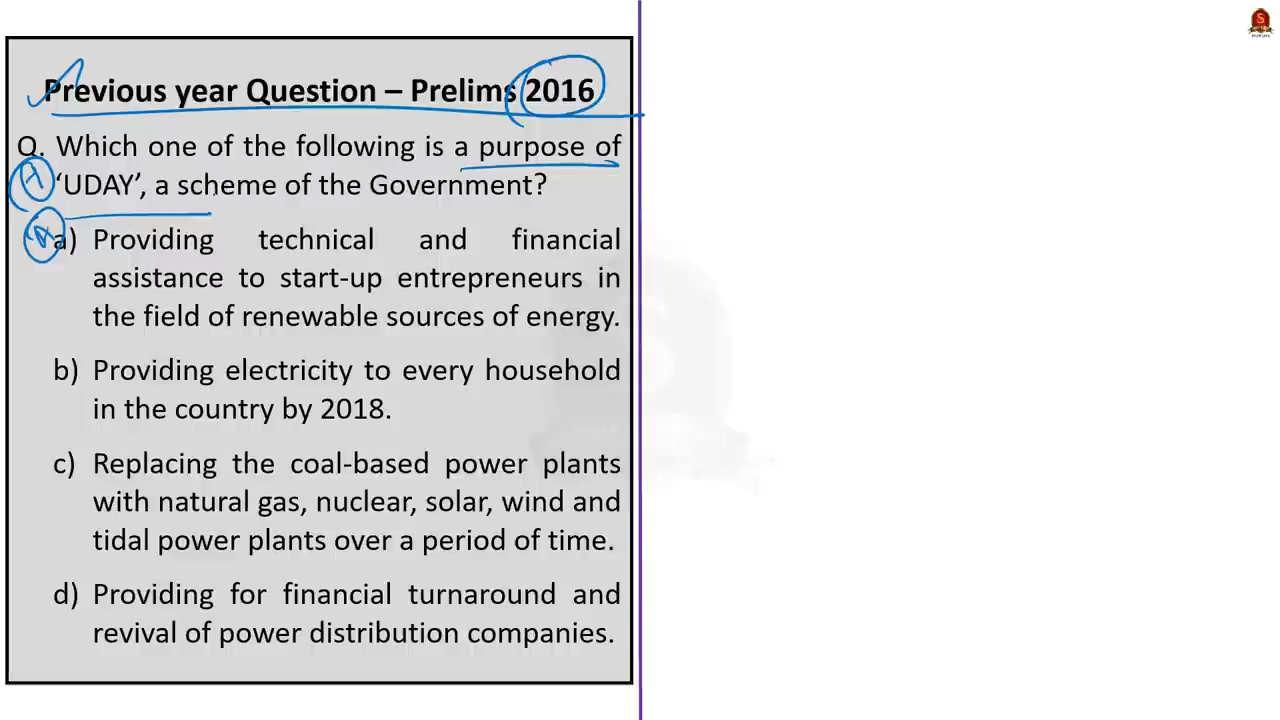 Previous year Question – Prelims 2016
Q. Which one of the following is a purpose of
‘UDAY’, a scheme of the Government?
a) Providing technical and financial
assistance to start-up entrepreneurs in
the field of renewable sources of energy.
b) Providing electricity to every household
in the country by 2018.
c) Replacing the coal-based power plants
with natural gas, nuclear, solar, wind and
tidal power plants over a period of time.
d) Providing for financial turnaround and
revival of power distribution companies.